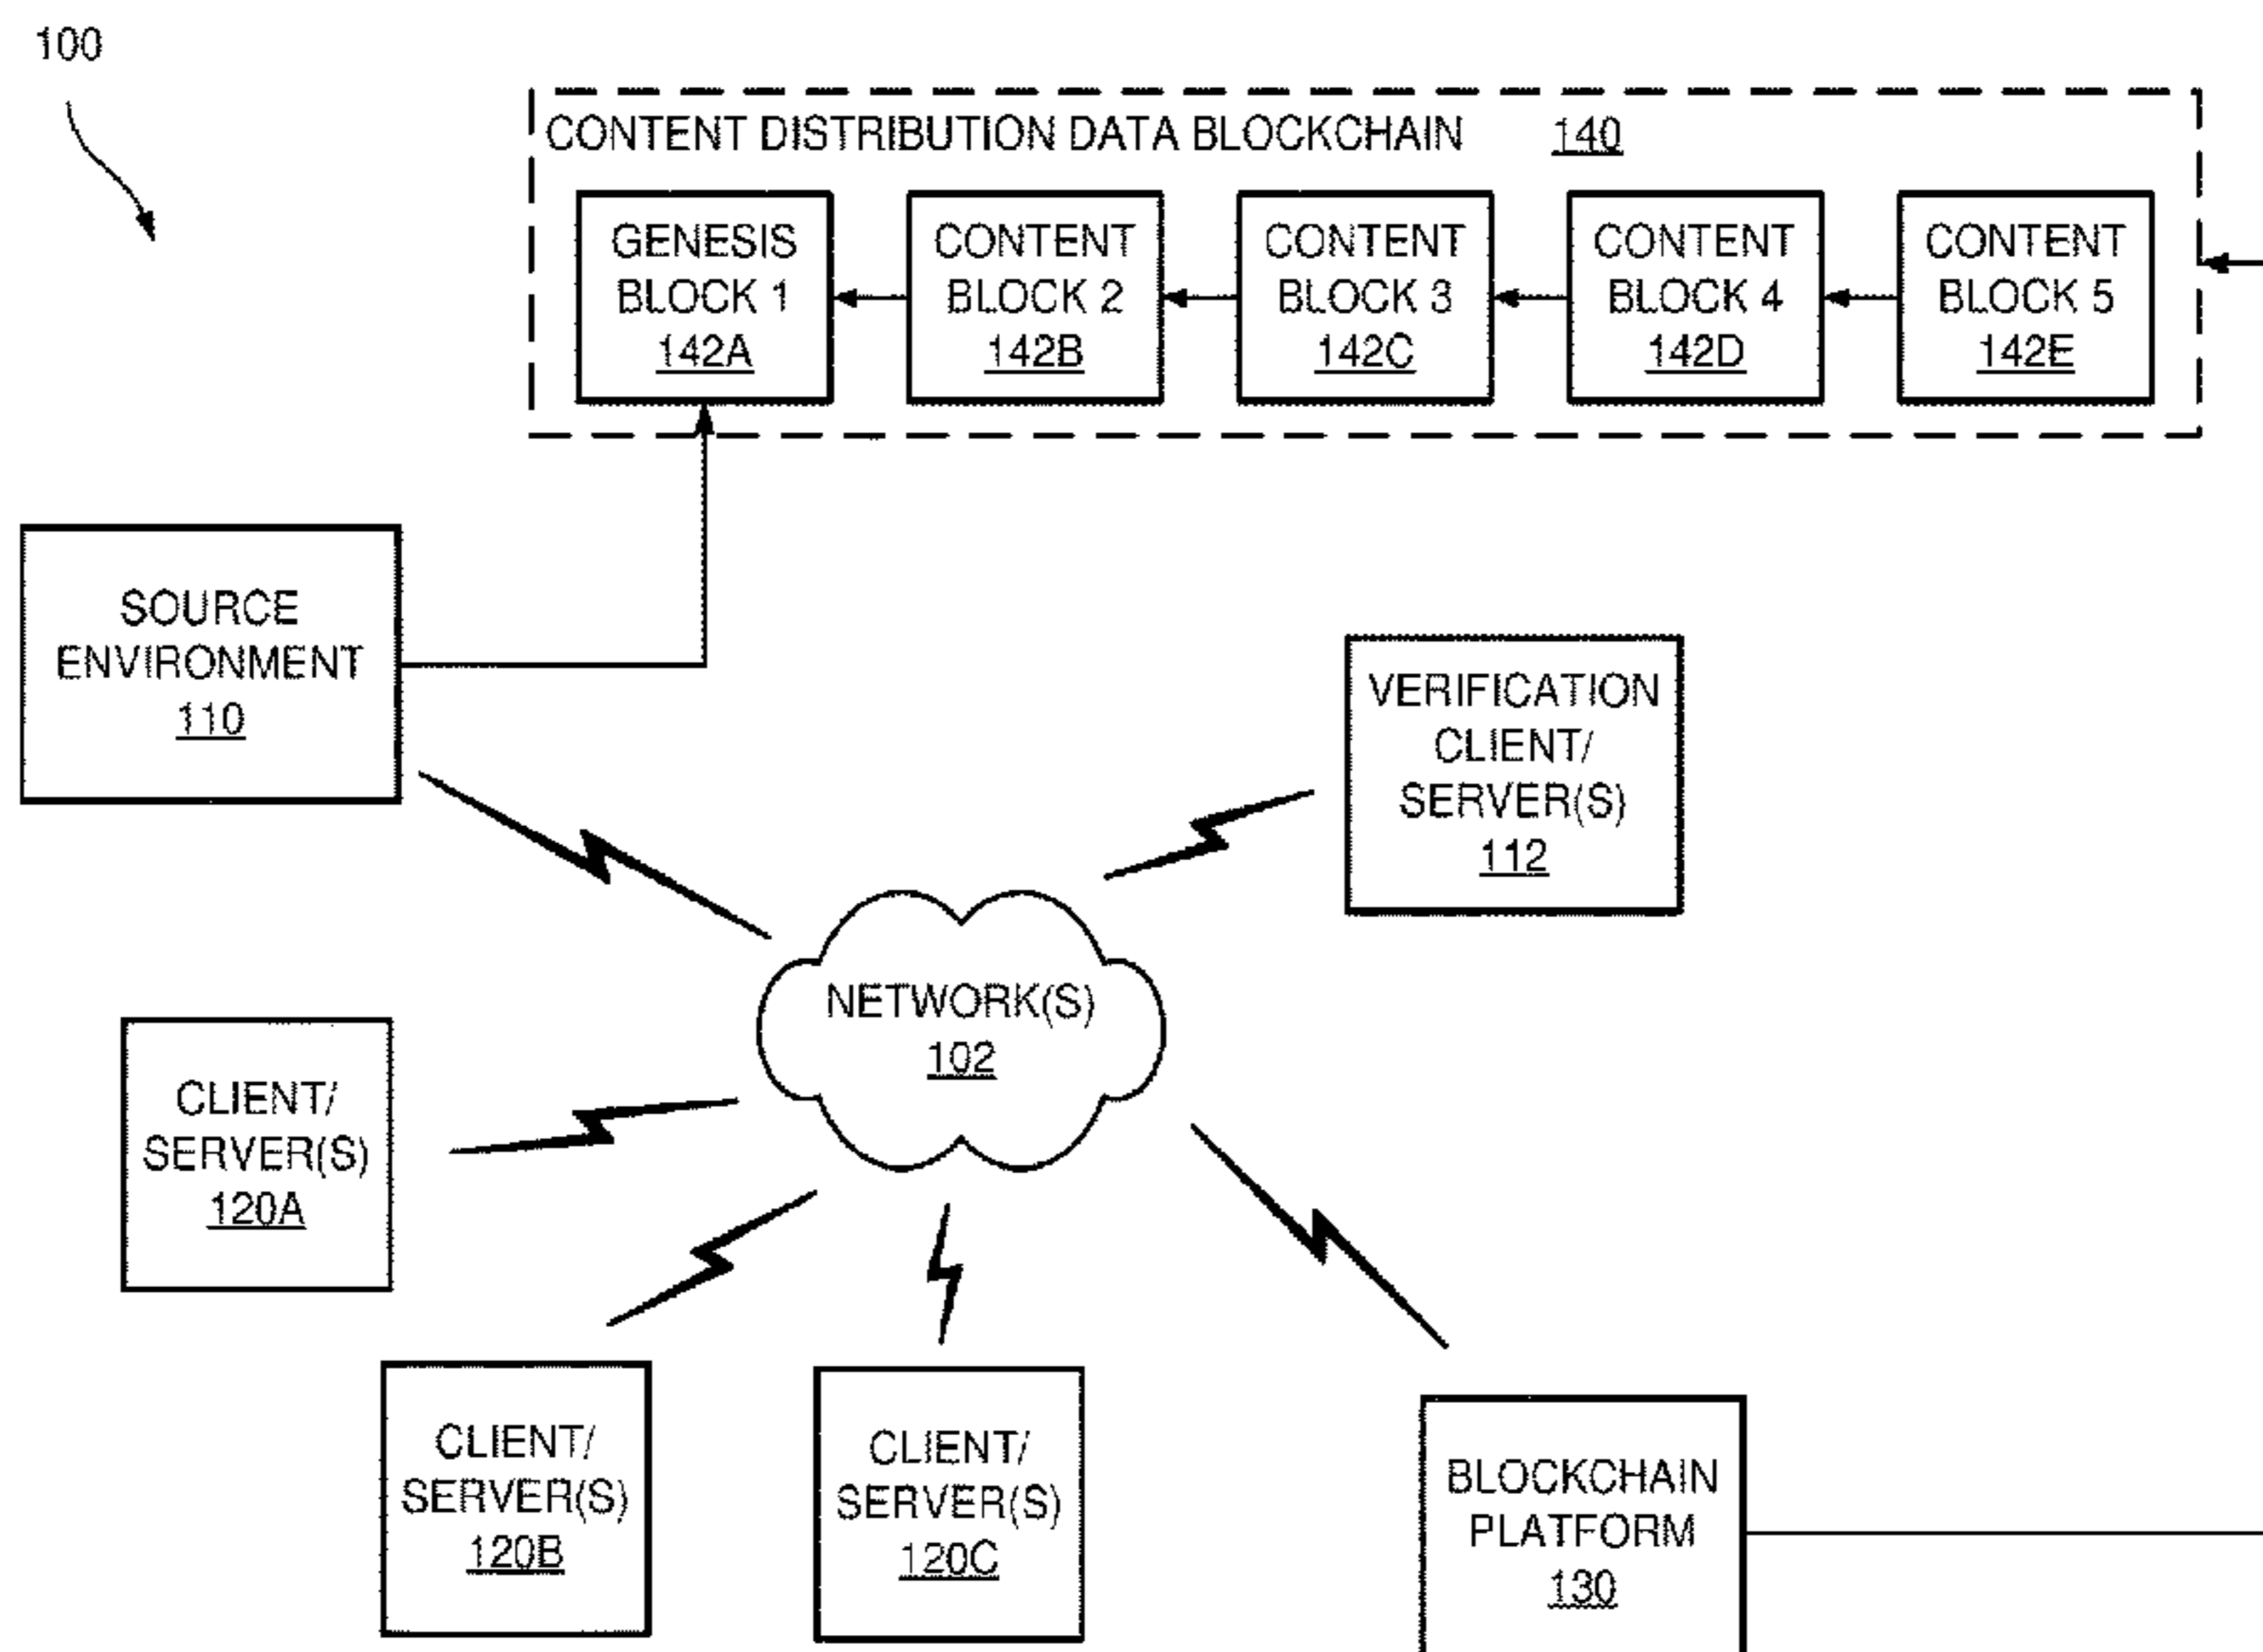 100
CONTENT DISTRIBUTION DATA BLOCKCHAIN 140
GENESIS
BLOCK 1
142A
CONTENT
BLOCK 2
142B
CONTENT
BLOCK 3
142C
CONTENT
BLOCK 4
142D
CONTENT
BLOCK 5
142E
SOURCE
ENVIRONMENT
110
VERIFICATION
CLIENT/
SERVER(S)
112
NETWORK(S)
102
CLIENT/
SERVER(S)
120A
CLIENT/
SERVER(S)
120B
CLIENT/
SERVER(S)
120C
BLOCKCHAIN
PLATFORM
130